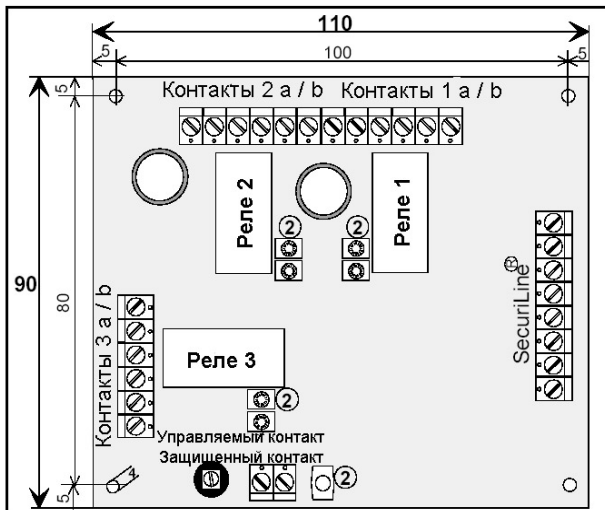 110
5 100 5
5
Контакты 2 a / b Контакты 1 a / b
Реле 2
Реле 1
2 2
90
80
SecuriLine®
Контакты 3 a / b
Реле 3
2
Управляемый контакт
Защищенный контакт
4
2
5